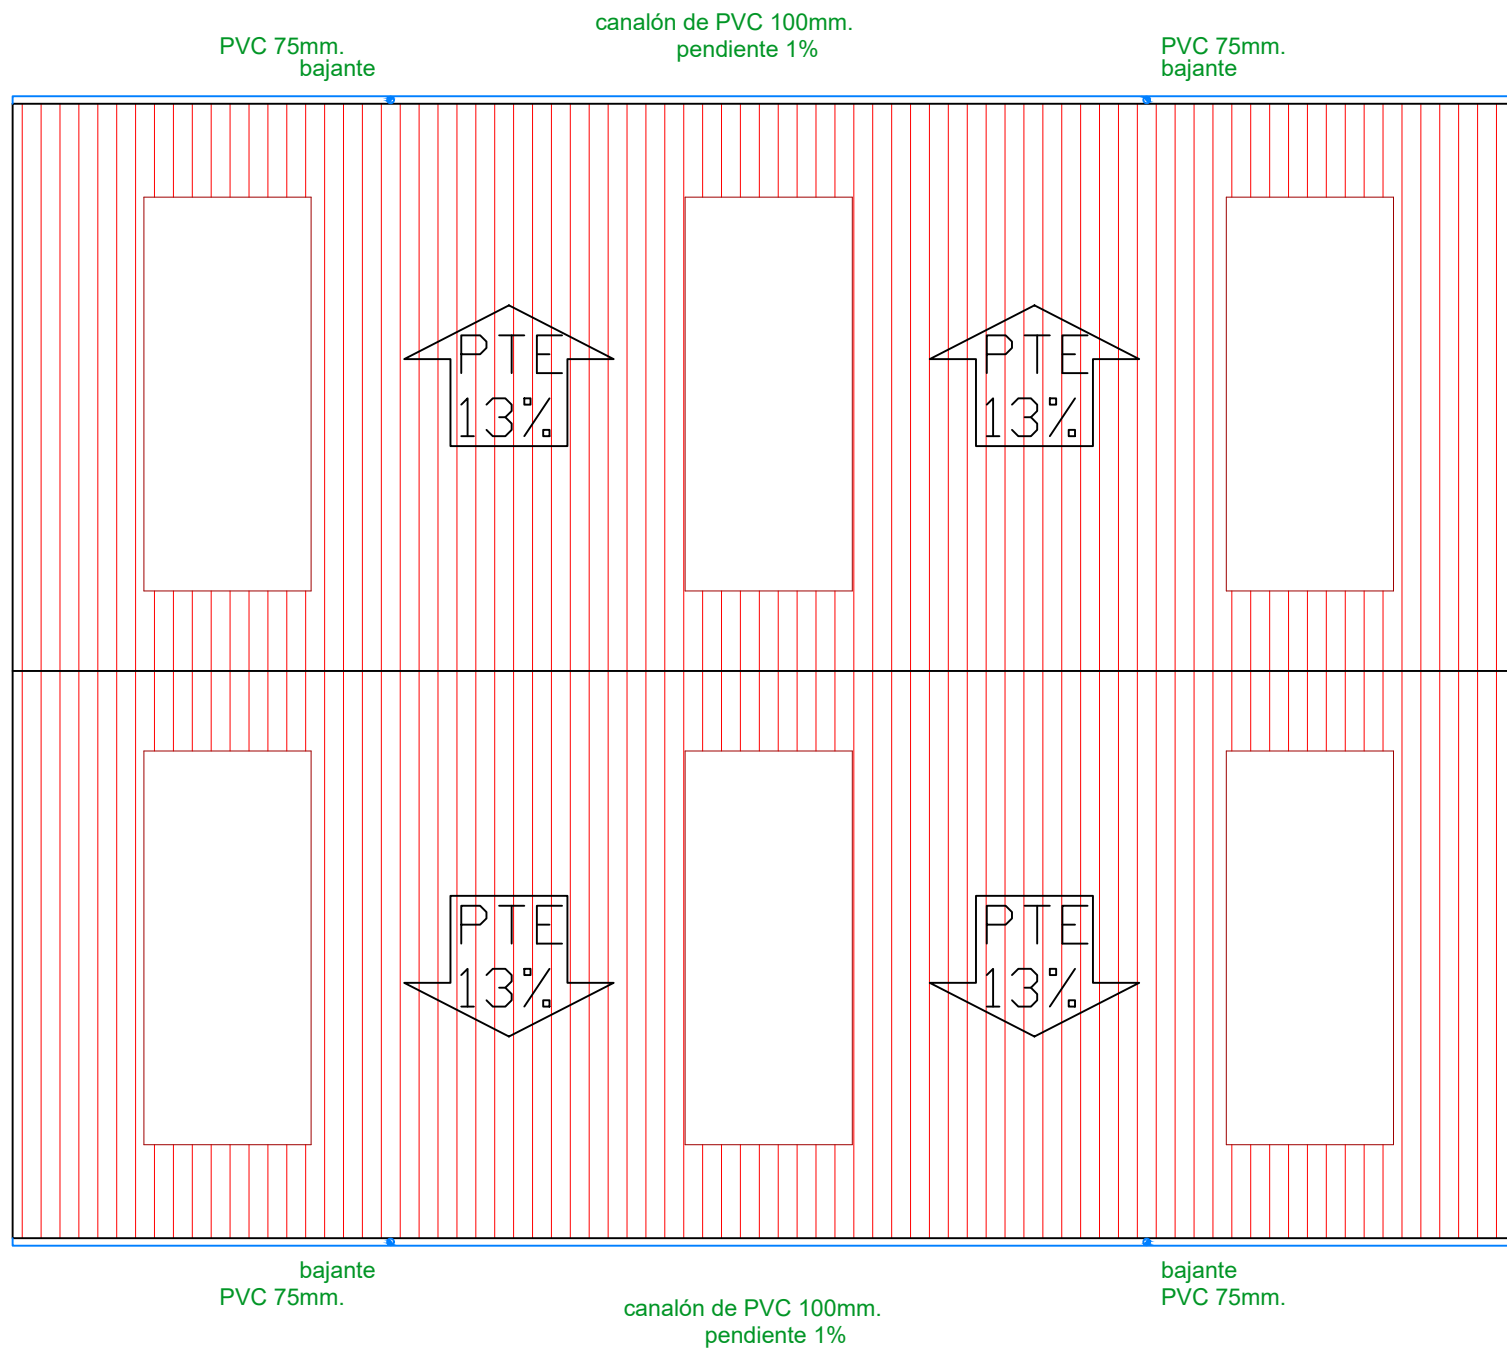 canalón de PVC 100mm.
pendiente 1%
PVC 75mm.
bajante
PVC 75mm.
bajante
PTE
13%
PTE
13%
PTE
13%
PTE
13%
bajante
PVC 75mm.
bajante
PVC 75mm.
canalón de PVC 100mm.
pendiente 1%